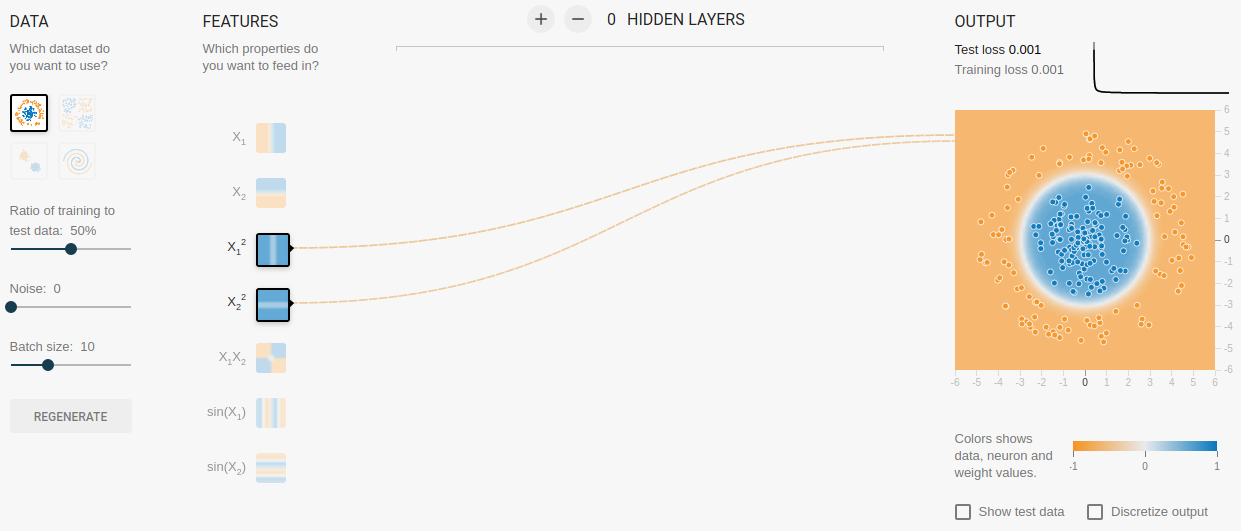 DATA
Which dataset do
you want to use?
Ratio of training to
test data: 50%
Noise: 0
Batch size: 10
REGENERATE
FEATURES
Which properties do
you want to feed in?
X₁
X₂
X₁²
X₂²
X₁X₂
sin(X₁)
sin(X₂)
+ − 0 HIDDEN LAYERS
OUTPUT
Test loss 0.001
Training loss 0.001
6
5
4
3
2
1
0
-1
-2
-3
-4
-5
-6
-6 -5 -4 -3 -2 -1 0 1 2 3 4 5 6
Colors shows
data, neuron and
weight values.
-1 0 1
Show test data
Discretize output